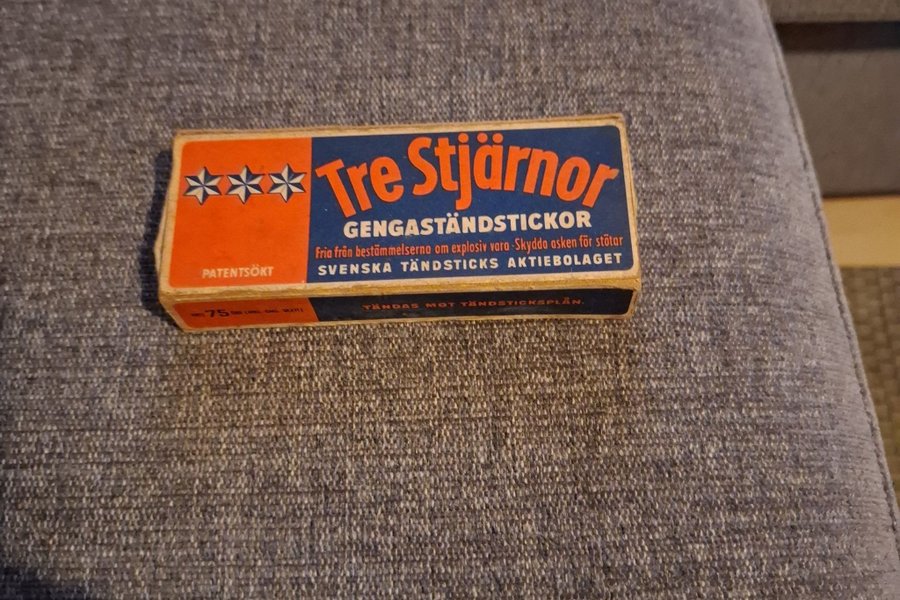 Tre Stjärnor
GENGASTÄNDSTICKOR
Fria från bestämmelserna om explosiv vara - Skydda asken för stötar
SVENSKA TÄNDSTICKS AKTIEBOLAGET
PATENTSÖKT
75
TÄNDAS MOT TÄNDSTICKSPLÅN.